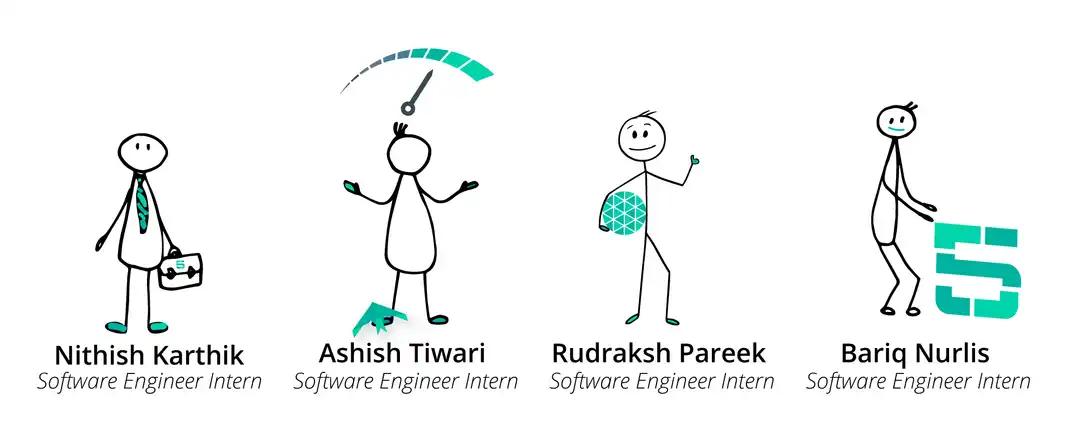 Nithish Karthik
Software Engineer Intern
Ashish Tiwari
Software Engineer Intern
Rudraksh Pareek
Software Engineer Intern
Bariq Nurlis
Software Engineer Intern